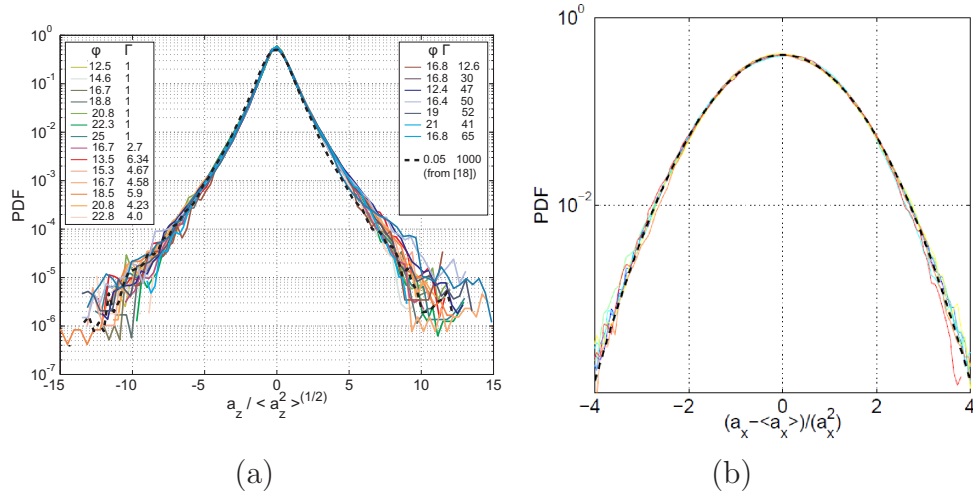 φ Γ
12.5 1
14.6 1
16.7 1
18.8 1
20.8 1
22.3 1
25 1
16.7 2.7
13.5 6.34
15.3 4.67
16.7 4.58
18.5 5.9
20.8 4.23
22.8 4.0
φ Γ
16.8 12.6
16.8 30
12.4 47
16.4 50
19 52
21 41
16.8 65
0.05 1000
(from [18])
PDF
10^0
10^-1
10^-2
10^-3
10^-4
10^-5
10^-6
10^-7
-15 -10 -5 0 5 10 15
a_z / < a_z^2 >^(1/2)
(a)
PDF
10^0
10^-2
−4 −2 0 2 4
(a_x−<a_x>)/(a_x^2)
(b)